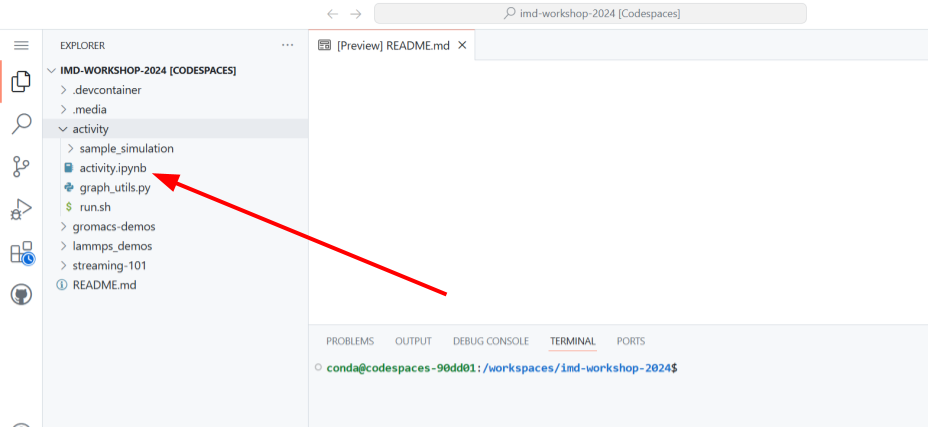 imd-workshop-2024 [Codespaces]
EXPLORER
[Preview] README.md
IMD-WORKSHOP-2024 [CODESPACES]
.devcontainer
.media
activity
sample_simulation
activity.ipynb
graph_utils.py
$ run.sh
gromacs-demos
lammps_demos
streaming-101
README.md
PROBLEMS OUTPUT DEBUG CONSOLE TERMINAL PORTS
conda@codespaces-90dd01:/workspaces/imd-workshop-2024$